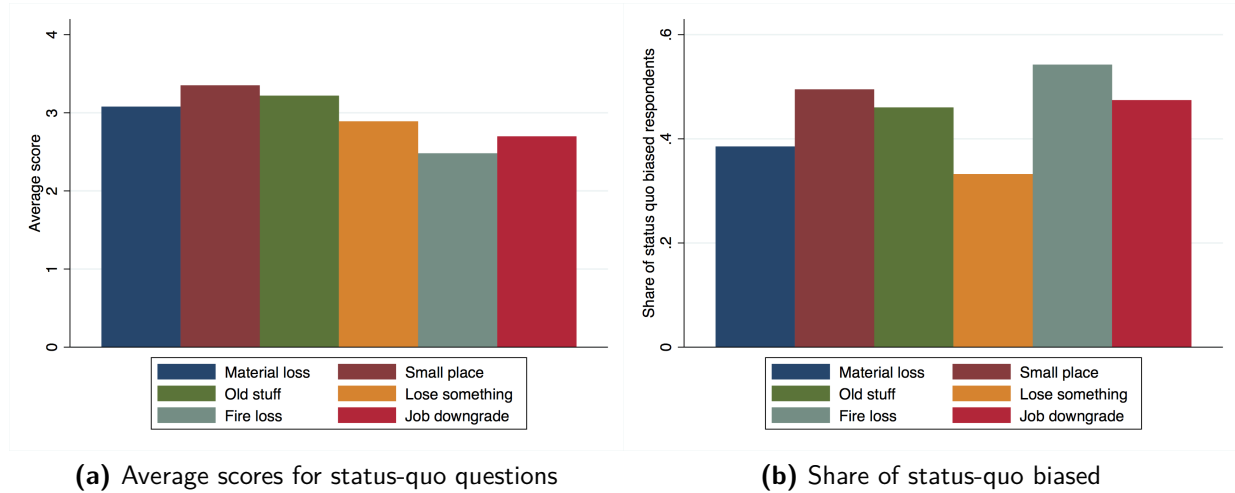 4
3
2
1
0
Average score
Material loss
Small place
Old stuff
Lose something
Fire loss
Job downgrade
(a) Average scores for status-quo questions
.6
.4
.2
0
Share of status quo biased respondents
Material loss
Small place
Old stuff
Lose something
Fire loss
Job downgrade
(b) Share of status-quo biased